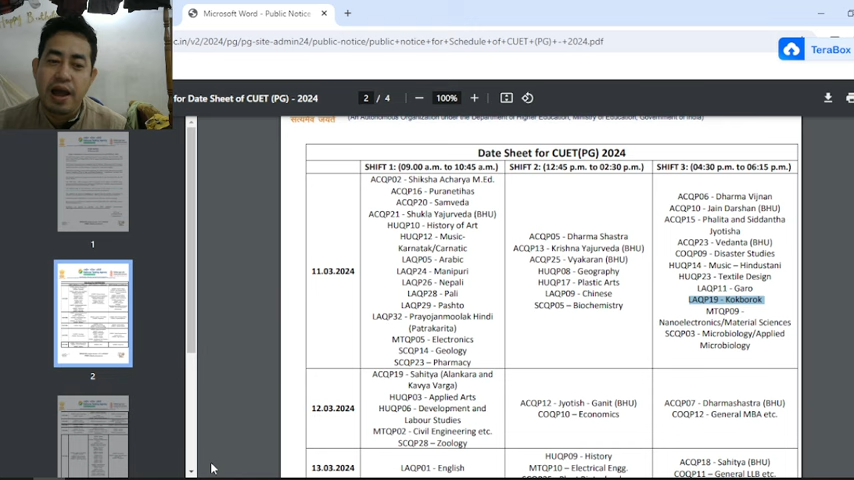 Happy Birthday
Microsoft Word - Public Notice
ic.in/v2/2024/pg/pg-site-admin24/public-notice/public+notice+for+Schedule+of+CUET+(PG)+-+2024.pdf
TeraBox
for Date Sheet of CUET (PG) - 2024
2 / 4
100%
सत्यमेव जयते
(An Autonomous Organization under the Department of Higher Education, Ministry of Education, Government of India)
Date Sheet for CUET(PG) 2024
SHIFT 1: (09.00 a.m. to 10:45 a.m.)
SHIFT 2: (12:45 p.m. to 02:30 p.m.)
SHIFT 3: (04:30 p.m. to 06:15 p.m.)
11.03.2024
ACQP02 - Shiksha Acharya M.Ed.
ACQP16 - Puranetihas
ACQP20 - Samveda
ACQP21 - Shukla Yajurveda (BHU)
HUQP10 - History of Art
HUQP12 - Music-
Karnatak/Carnatic
LAQP05 - Arabic
LAQP24 - Manipuri
LAQP26 - Nepali
LAQP28 - Pali
LAQP29 - Pashto
LAQP32 - Prayojanmoolak Hindi
(Patrakarita)
MTQP05 - Electronics
SCQP14 - Geology
SCQP23 – Pharmacy
ACQP05 - Dharma Shastra
ACQP13 - Krishna Yajurveda (BHU)
ACQP25 - Vyakaran (BHU)
HUQP08 - Geography
HUQP17 - Plastic Arts
LAQP09 - Chinese
SCQP05 – Biochemistry
ACQP06 - Dharma Vijnan
ACQP10 - Jain Darshan (BHU)
ACQP15 - Phalita and Siddantha
Jyotisha
ACQP23 - Vedanta (BHU)
COQP09 - Disaster Studies
HUQP14 - Music – Hindustani
HUQP23 - Textile Design
LAQP11 - Garo
LAQP19 - Kokborok
MTQP09 -
Nanoelectronics/Material Sciences
SCQP03 - Microbiology/Applied
Microbiology
12.03.2024
ACQP19 - Sahitya (Alankara and
Kavya Varga)
HUQP03 - Applied Arts
HUQP06 - Development and
Labour Studies
MTQP02 - Civil Engineering etc.
SCQP28 – Zoology
ACQP12 - Jyotish - Ganit (BHU)
COQP10 – Economics
ACQP07 - Dharmashastra (BHU)
COQP12 - General MBA etc.
13.03.2024
LAQP01 - English
HUQP09 - History
MTQP10 – Electrical Engg.
ACQP18 - Sahitya (BHU)
COQP11 - General LLB etc.
1
2